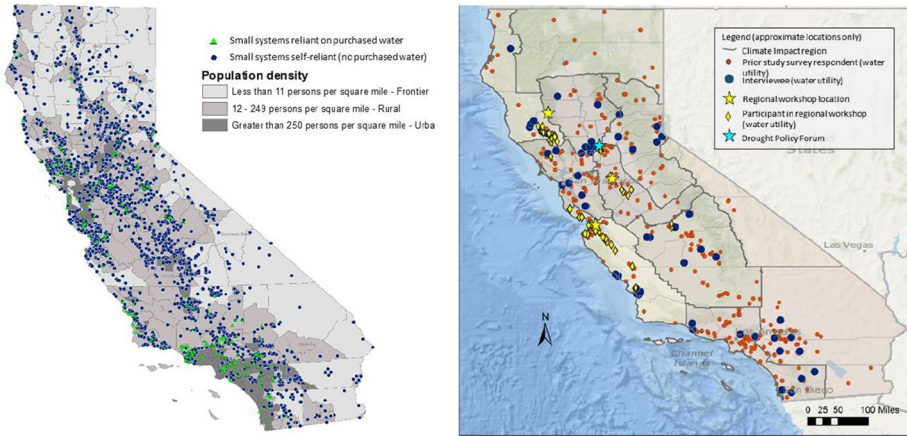 Small systems reliant on purchased water
Small systems self-reliant (no purchased water)
Population density
Less than 11 persons per square mile - Frontier
12 - 249 persons per square mile - Rural
Greater than 250 persons per square mile - Urba
Legend (approximate locations only)
Climate Impact region
Prior study survey respondent (water
utility)
Interviewee (water utility)
Regional workshop location
Participant in regional workshop
(water utility)
Drought Policy Forum
States
Las Vegas
Los Angeles
Channel
Islands
Diego
N
0 25 50 100 Miles